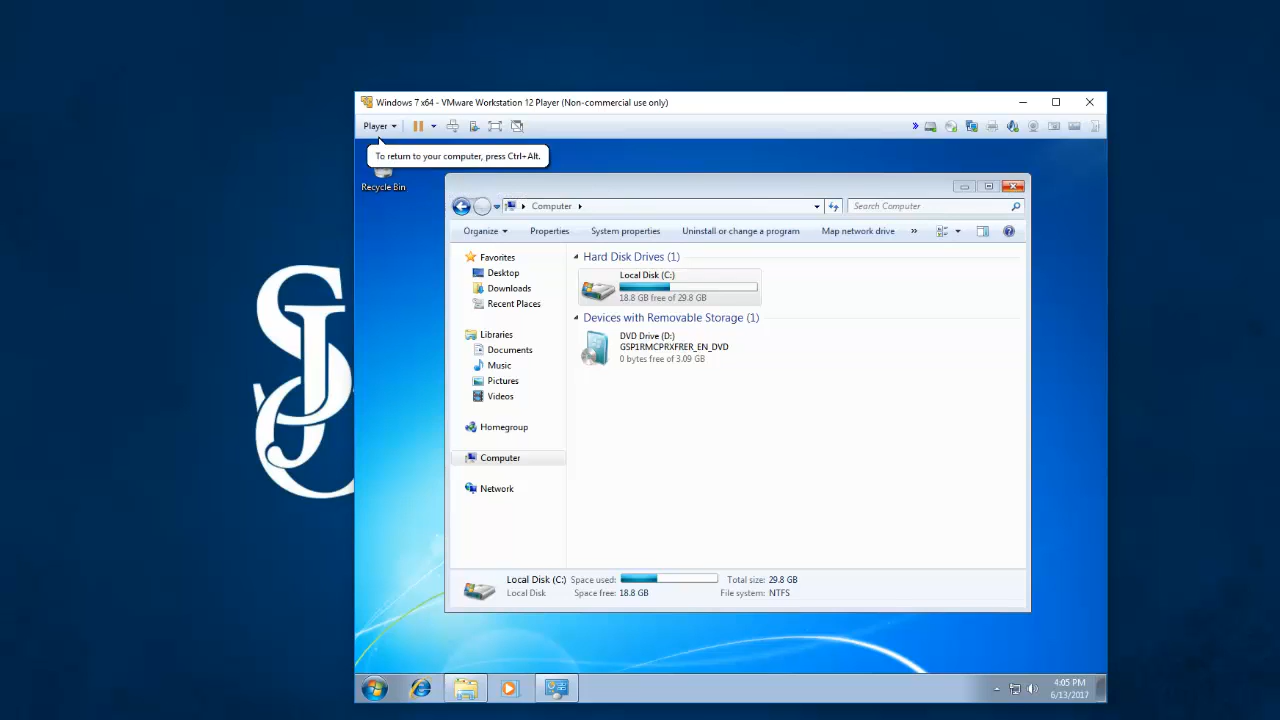 Windows 7 x64 - VMware Workstation 12 Player (Non-commercial use only)
Player
To return to your computer, press Ctrl+Alt.
Recycle Bin
Computer
Search Computer
Organize
Properties
System properties
Uninstall or change a program
Map network drive
»
Favorites
Desktop
Downloads
Recent Places
Libraries
Documents
Music
Pictures
Videos
Homegroup
Computer
Network
Hard Disk Drives (1)
Local Disk (C:)
18.8 GB free of 29.8 GB
Devices with Removable Storage (1)
DVD Drive (D:)
GSP1RMCPRXFRER_EN_DVD
0 bytes free of 3.09 GB
Local Disk (C:) Space used: Total size: 29.8 GB
Local Disk Space free: 18.8 GB File system: NTFS
4:05 PM
6/13/2017